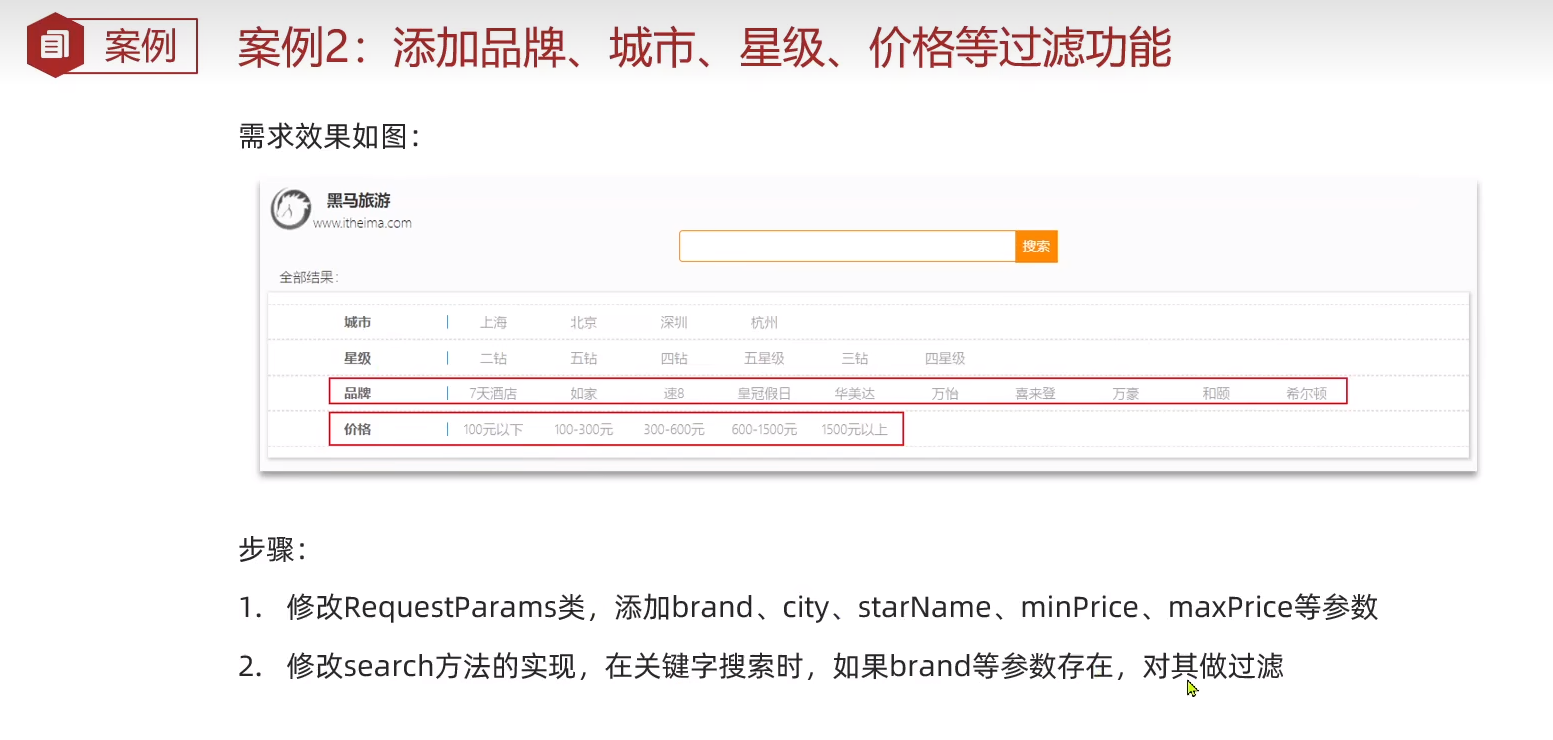 案例
案例2：添加品牌、城市、星级、价格等过滤功能
需求效果如图：
黑马旅游
www.itheima.com
搜索
全部结果：
城市 | 上海 北京 深圳 杭州
星级 | 二钻 五钻 四钻 五星级 三钻 四星级
品牌 | 7天酒店 如家 速8 皇冠假日 华美达 万怡 喜来登 万豪 和颐 希尔顿
价格 | 100元以下 100-300元 300-600元 600-1500元 1500元以上
步骤：
1. 修改RequestParams类，添加brand、city、starName、minPrice、maxPrice等参数
2. 修改search方法的实现，在关键字搜索时，如果brand等参数存在，对其做过滤